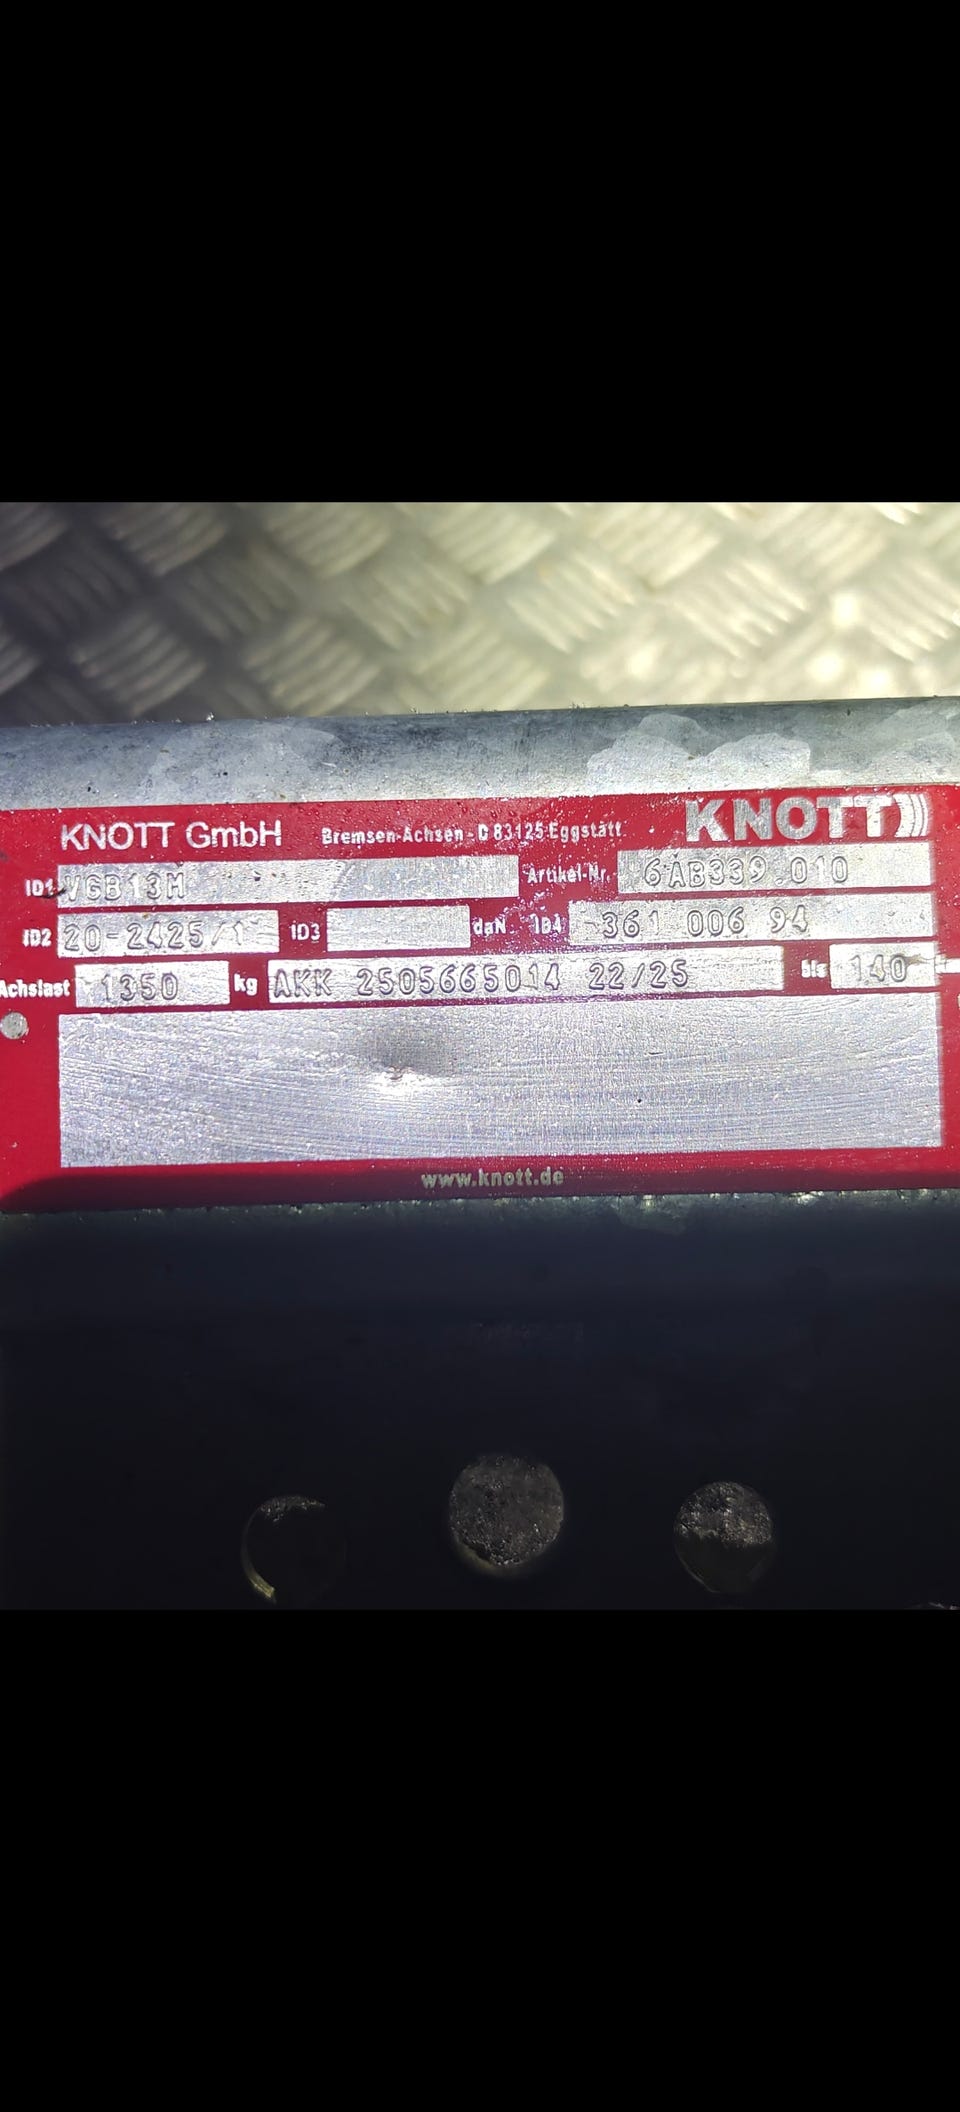 KNOTT GmbH Bremsen-Achsen - D 83125 Eggstätt KNOTT
ID1 VGB13M Artikel-Nr. 6AB339.010
ID2 20-2425/1 ID3 daN ID4 361 006 94
Achslast 1350 kg AKK 2505665014 22/25 bis 140
www.knott.de